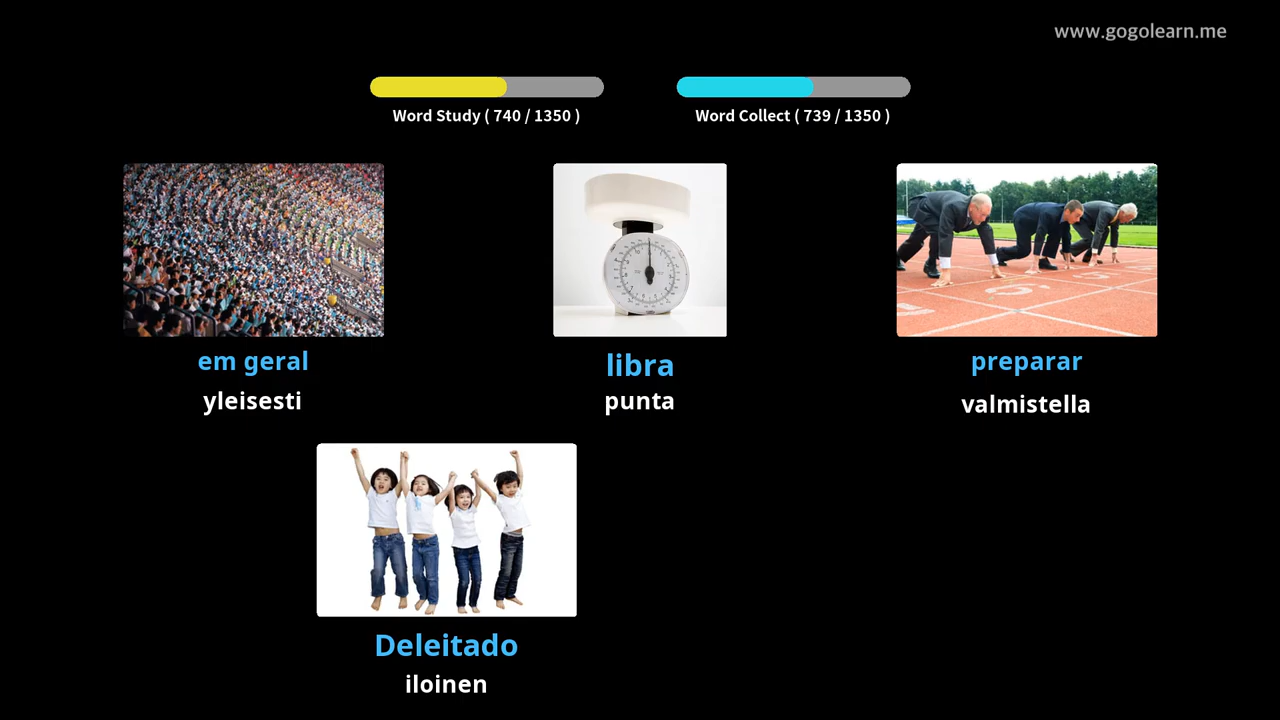 www.gogolearn.me
Word Study ( 740 / 1350 )
Word Collect ( 739 / 1350 )
em geral
yleisesti
libra
punta
preparar
valmistella
Deleitado
iloinen